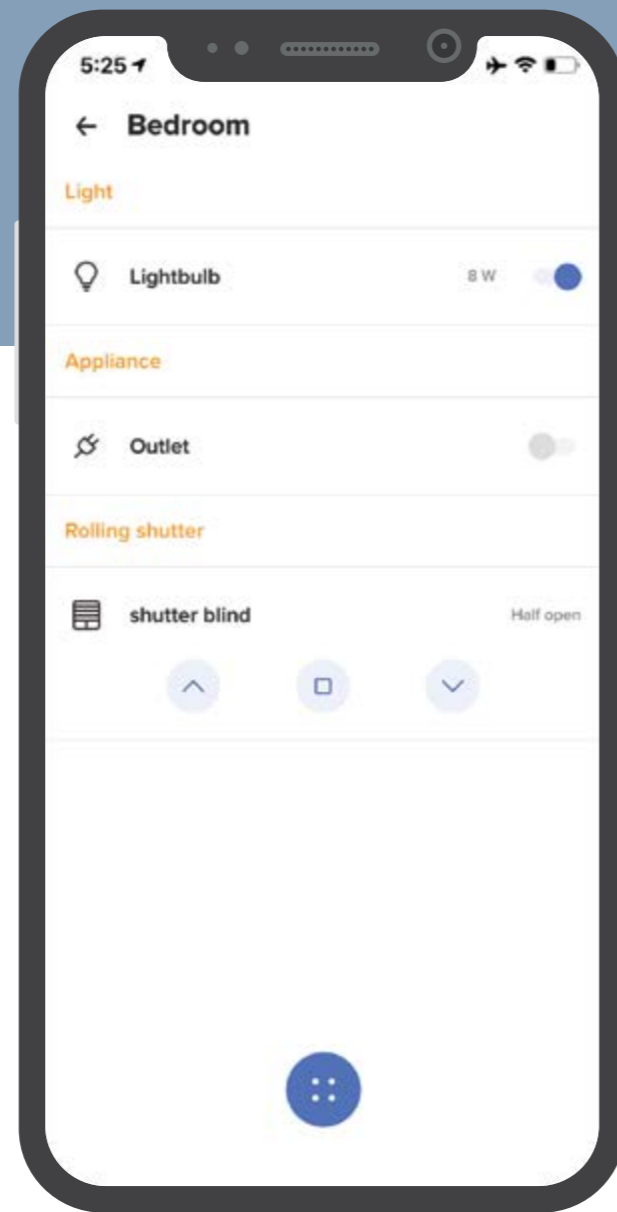 5:25
Bedroom
Light
Lightbulb 8 W
Appliance
Outlet
Rolling shutter
shutter blind Half open